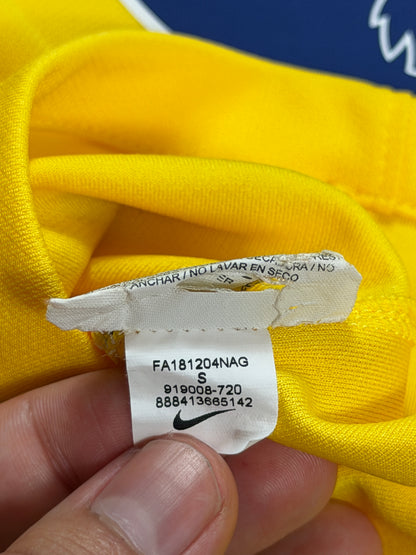 ANCHAR / NO LAVAR EN SECO
FA181204NAG
S
919008-720
888413665142